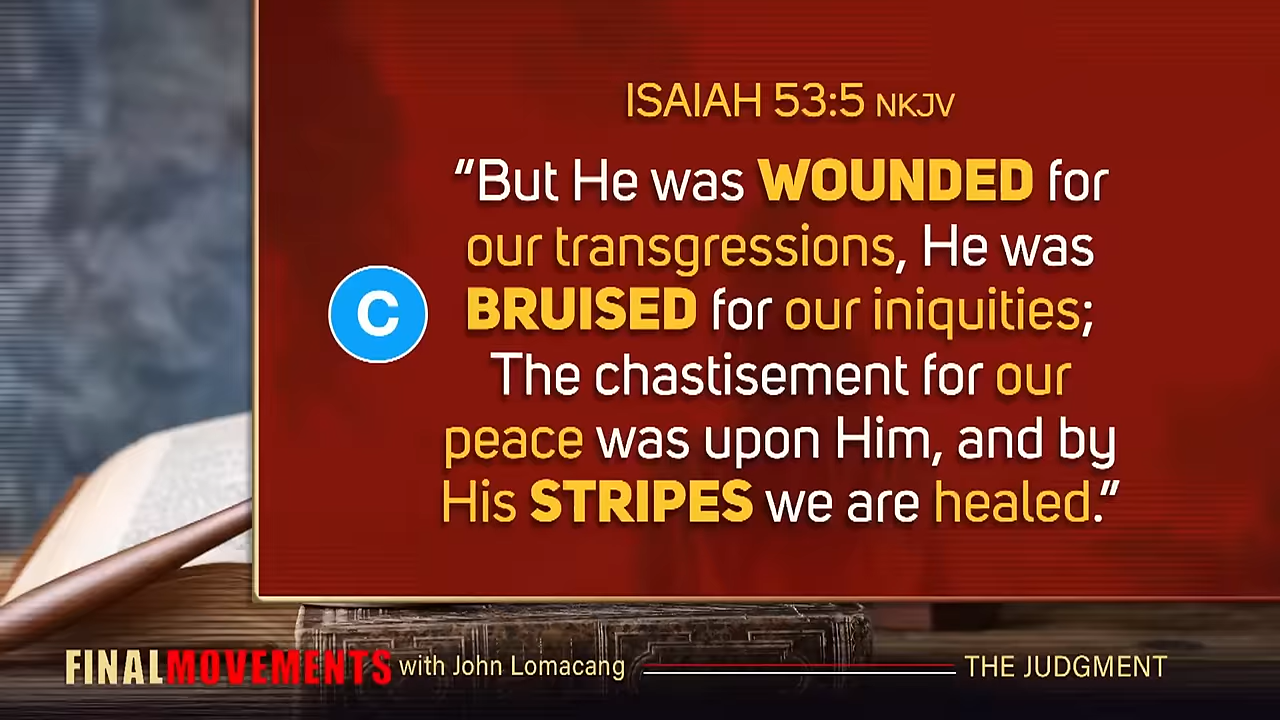 ISAIAH 53:5 NKJV
“But He was WOUNDED for
our transgressions, He was
C
BRUISED for our iniquities;
The chastisement for our
peace was upon Him, and by
His STRIPES we are healed.”
FINALMOVEMENTS with John Lomacang THE JUDGMENT